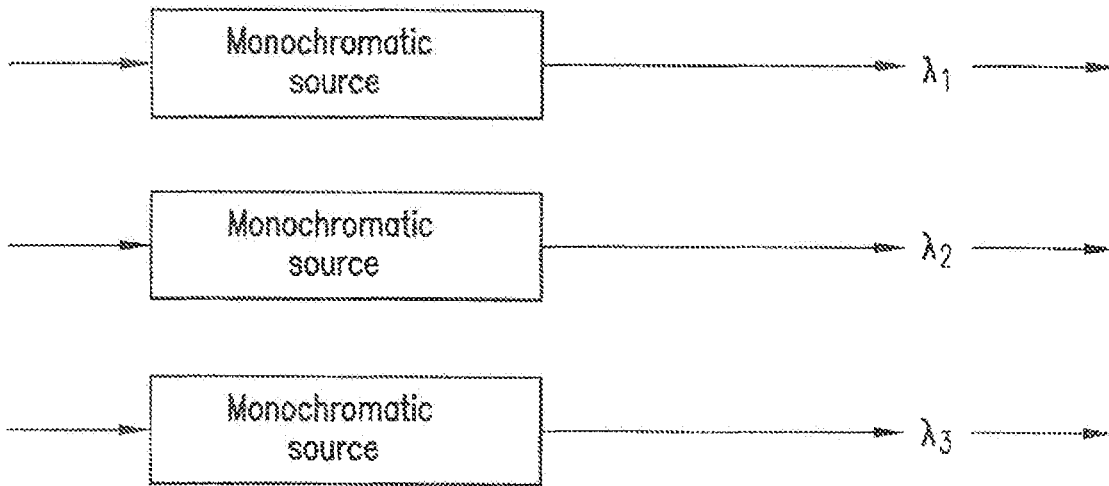 Monochromatic
source
λ1
Monochromatic
source
λ2
Monochromatic
source
λ3